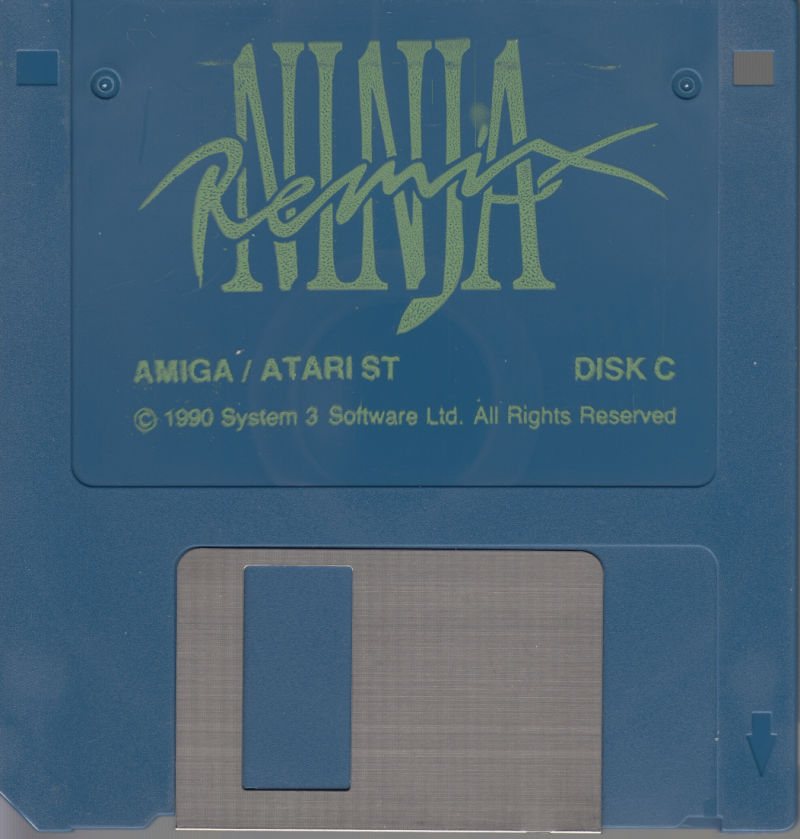 NINJA
Remix
AMIGA / ATARI ST DISK C
© 1990 System 3 Software Ltd. All Rights Reserved